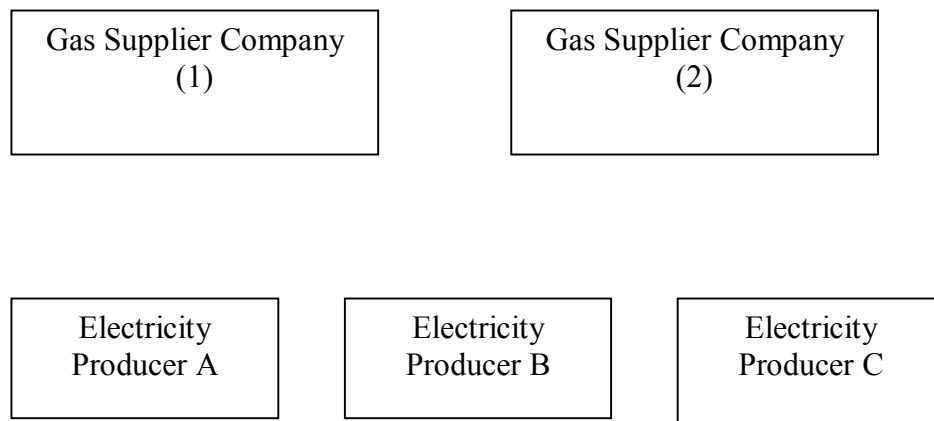 Gas Supplier Company
(1)
Gas Supplier Company
(2)
Electricity
Producer A
Electricity
Producer B
Electricity
Producer C